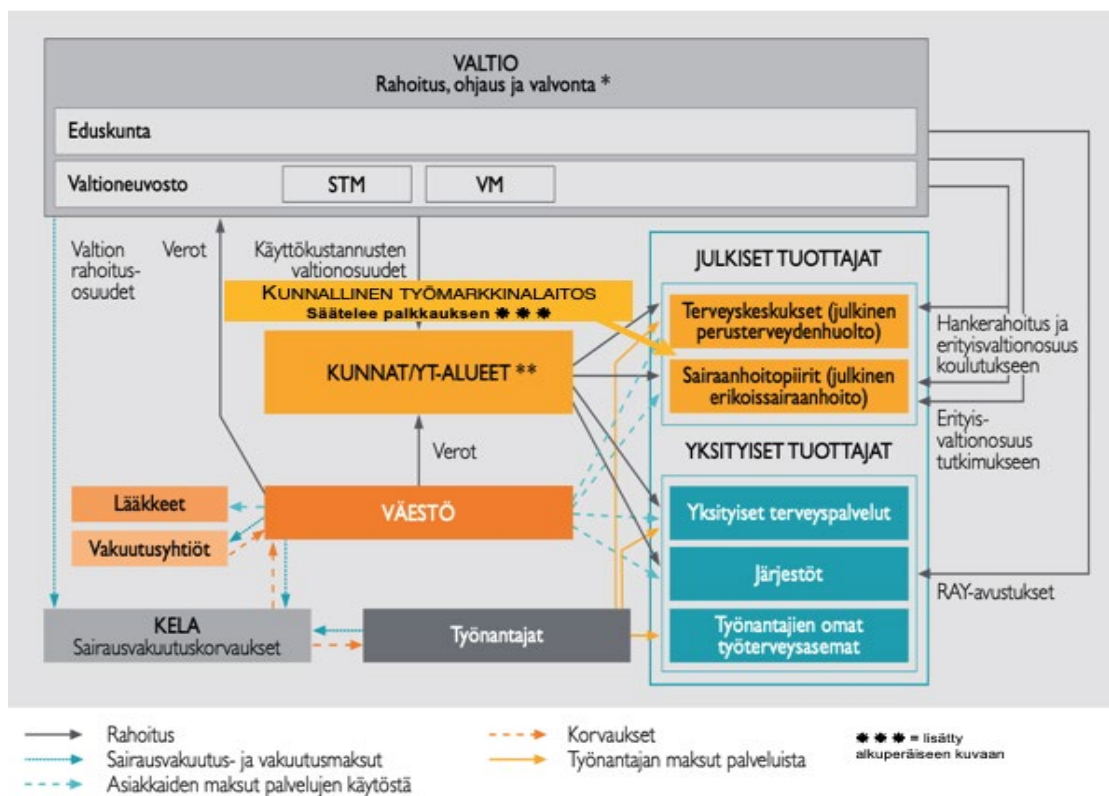 VALTIO
Rahoitus, ohjaus ja valvonta *
Eduskunta
Valtioneuvosto
STM
VM
Valtion
rahoitus-
osuudet
Verot
Käyttökustannusten
valtionosuudet
KUNNALLINEN TYÖMARKKINALAITOS
Säätelee palkkauksen ✱ ✱ ✱
KUNNAT/YT-ALUEET **
Verot
VÄESTÖ
Lääkkeet
Vakuutusyhtiöt
KELA
Sairausvakuutuskorvaukset
Työnantajat
JULKISET TUOTTAJAT
Terveyskeskukset (julkinen
perusterveydenhuolto)
Sairaanhoitopiirit (julkinen
erikoissairaanhoito)
YKSITYISET TUOTTAJAT
Yksityiset terveyspalvelut
Järjestöt
Työnantajien omat
työterveysasemat
Hankerahoitus ja
erityisvaltionosuus
koulutukseen
Erityis-
valtionosuus
tutkimukseen
RAY-avustukset
Rahoitus
Sairausvakuutus- ja vakuutusmaksut
Asiakkaiden maksut palvelujen käytöstä
Korvaukset
Työnantajan maksut palveluista
✱ ✱ ✱ = lisätty
alkuperäiseen kuvaan